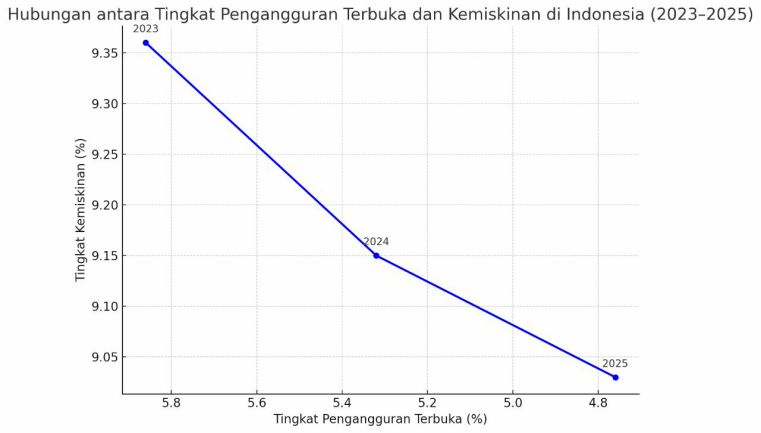 Hubungan antara Tingkat Pengangguran Terbuka dan Kemiskinan di Indonesia (2023–2025)
2023
9.35
9.30
9.25
9.20
9.15
9.10
9.05
2024
2025
Tingkat Kemiskinan (%)
5.8 5.6 5.4 5.2 5.0 4.8
Tingkat Pengangguran Terbuka (%)